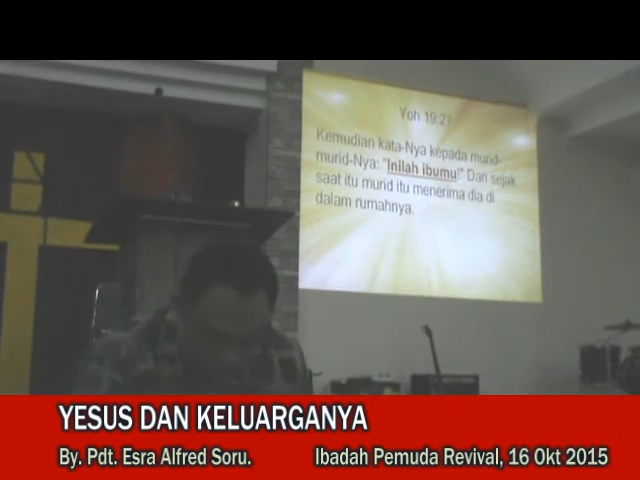 Yoh 19:27
Kemudian kata-Nya kepada murid-
murid-Nya: "Inilah ibumu!" Dan sejak
saat itu murid itu menerima dia di
dalam rumahnya.
YESUS DAN KELUARGANYA
By. Pdt. Esra Alfred Soru. Ibadah Pemuda Revival, 16 Okt 2015